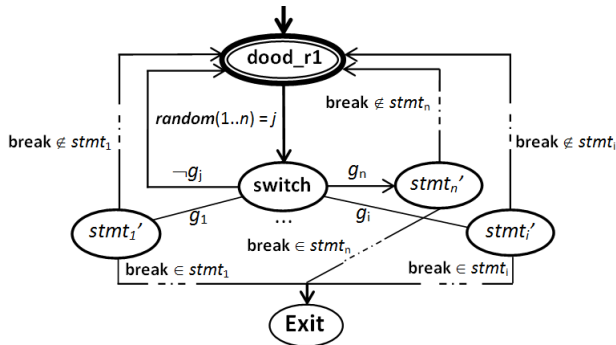 dood_r1
break ∉ stmtₙ
random(1..n) = j
break ∉ stmt₁
break ∉ stmtᵢ
¬gⱼ
switch
gₙ
stmtₙ'
g₁
...
gᵢ
stmt₁'
stmtᵢ'
break ∈ stmtₙ
break ∈ stmt₁
break ∈ stmtᵢ
Exit